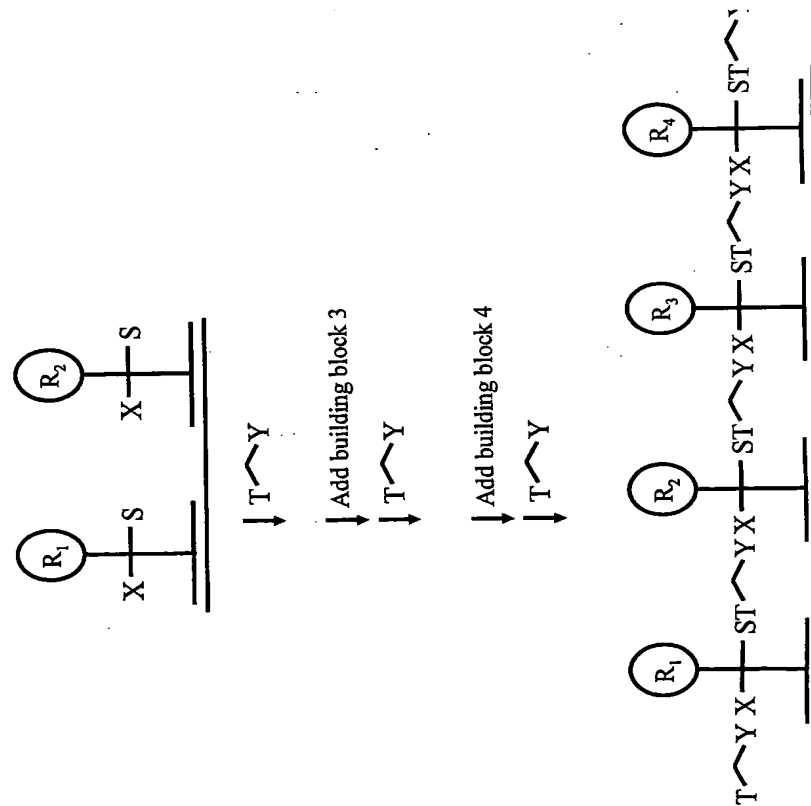 R₁ R₂
X S X S
T Y
Add building block 3
T Y
Add building block 4
T Y
R₁ R₂ R₃ R₄
T Y X ST Y X ST Y X ST Y X ST